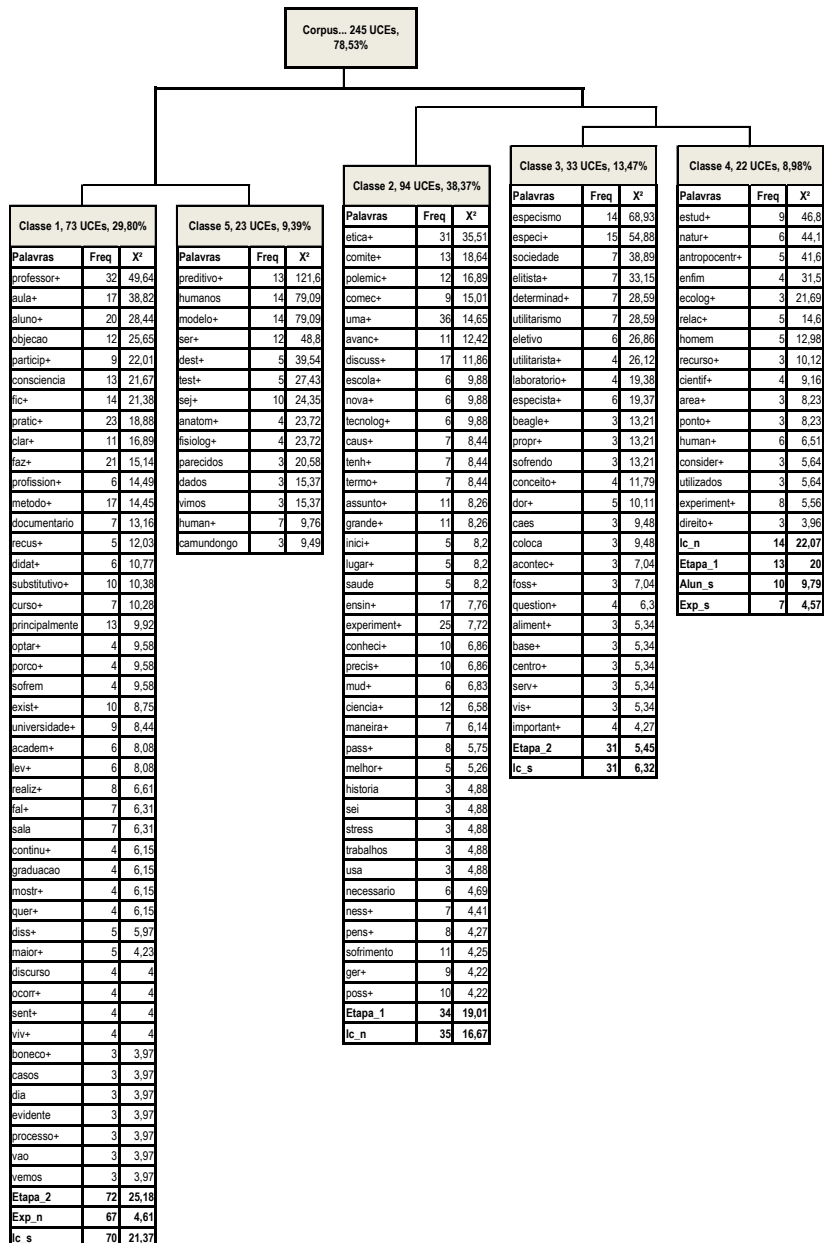 Corpus... 245 UCEs,
78,53%
Classe 1, 73 UCEs, 29,80%
Palavras Freq X²
professor+ 32 49,64
aula+ 17 38,82
aluno+ 20 28,44
objecao 12 25,65
particip+ 9 22,01
consciencia 13 21,67
fic+ 14 21,38
pratic+ 23 18,88
clar+ 11 16,89
faz+ 21 15,14
profission+ 6 14,49
metodo+ 17 14,45
documentario 7 13,16
recus+ 5 12,03
didat+ 6 10,77
substitutivo+ 10 10,38
curso+ 7 10,28
principalmente 13 9,92
optar+ 4 9,58
porco+ 4 9,58
sofrem 4 9,58
exist+ 10 8,75
universidade+ 9 8,44
academ+ 6 8,08
lev+ 6 8,08
realiz+ 8 6,61
fal+ 7 6,31
sala 7 6,31
continu+ 4 6,15
graduacao 4 6,15
mostr+ 4 6,15
quer+ 4 6,15
diss+ 5 5,97
maior+ 5 4,23
discurso 4 4
ocorr+ 4 4
sent+ 4 4
viv+ 4 4
boneco+ 3 3,97
casos 3 3,97
dia 3 3,97
evidente 3 3,97
processo+ 3 3,97
vao 3 3,97
vemos 3 3,97
Etapa_2 72 25,18
Exp_n 67 4,61
Ic_s 70 21,37
Classe 5, 23 UCEs, 9,39%
Palavras Freq X²
preditivo+ 13 121,6
humanos 14 79,09
modelo+ 14 79,09
ser+ 12 48,8
dest+ 5 39,54
test+ 5 27,43
sej+ 10 24,35
anatom+ 4 23,72
fisiolog+ 4 23,72
parecidos 3 20,58
dados 3 15,37
vimos 3 15,37
human+ 7 9,76
camundongo 3 9,49
Classe 2, 94 UCEs, 38,37%
Palavras Freq X²
etica+ 31 35,51
comite+ 13 18,64
polemic+ 12 16,89
comec+ 9 15,01
uma+ 36 14,65
avanc+ 11 12,42
discuss+ 17 11,86
escola+ 6 9,88
nova+ 6 9,88
tecnolog+ 6 9,88
caus+ 7 8,44
tenh+ 7 8,44
termo+ 7 8,44
assunto+ 11 8,26
grande+ 11 8,26
inici+ 5 8,2
lugar+ 5 8,2
saude 5 8,2
ensin+ 17 7,76
experiment+ 25 7,72
conheci+ 10 6,86
precis+ 10 6,86
mud+ 6 6,83
ciencia+ 12 6,58
maneira+ 7 6,14
pass+ 8 5,75
melhor+ 5 5,26
historia 3 4,88
sei 3 4,88
stress 3 4,88
trabalhos 3 4,88
usa 3 4,88
necessario 6 4,69
ness+ 7 4,41
pens+ 8 4,27
sofrimento 11 4,25
ger+ 9 4,22
poss+ 10 4,22
Etapa_1 34 19,01
Ic_n 35 16,67
Classe 3, 33 UCEs, 13,47%
Palavras Freq X²
especismo 14 68,93
especi+ 15 54,88
sociedade 7 38,89
elitista+ 7 33,15
determinad+ 7 28,59
utilitarismo 7 28,59
eletivo 6 26,86
utilitarista+ 4 26,12
laboratorio+ 4 19,38
especista+ 6 19,37
beagle+ 3 13,21
propr+ 3 13,21
sofrendo 3 13,21
conceito+ 4 11,79
dor+ 5 10,11
caes 3 9,48
coloca 3 9,48
acontec+ 3 7,04
foss+ 3 7,04
question+ 4 6,3
aliment+ 3 5,34
base+ 3 5,34
centro+ 3 5,34
serv+ 3 5,34
vis+ 3 5,34
important+ 4 4,27
Etapa_2 31 5,45
Ic_s 31 6,32
Classe 4, 22 UCEs, 8,98%
Palavras Freq X²
estud+ 9 46,8
natur+ 6 44,1
antropocentr+ 5 41,6
enfim 4 31,5
ecolog+ 3 21,69
relac+ 5 14,6
homem 5 12,98
recurso+ 3 10,12
cientif+ 4 9,16
area+ 3 8,23
ponto+ 3 8,23
human+ 6 6,51
consider+ 3 5,64
utilizados 3 5,64
experiment+ 8 5,56
direito+ 3 3,96
Ic_n 14 22,07
Etapa_1 13 20
Alun_s 10 9,79
Exp_s 7 4,57